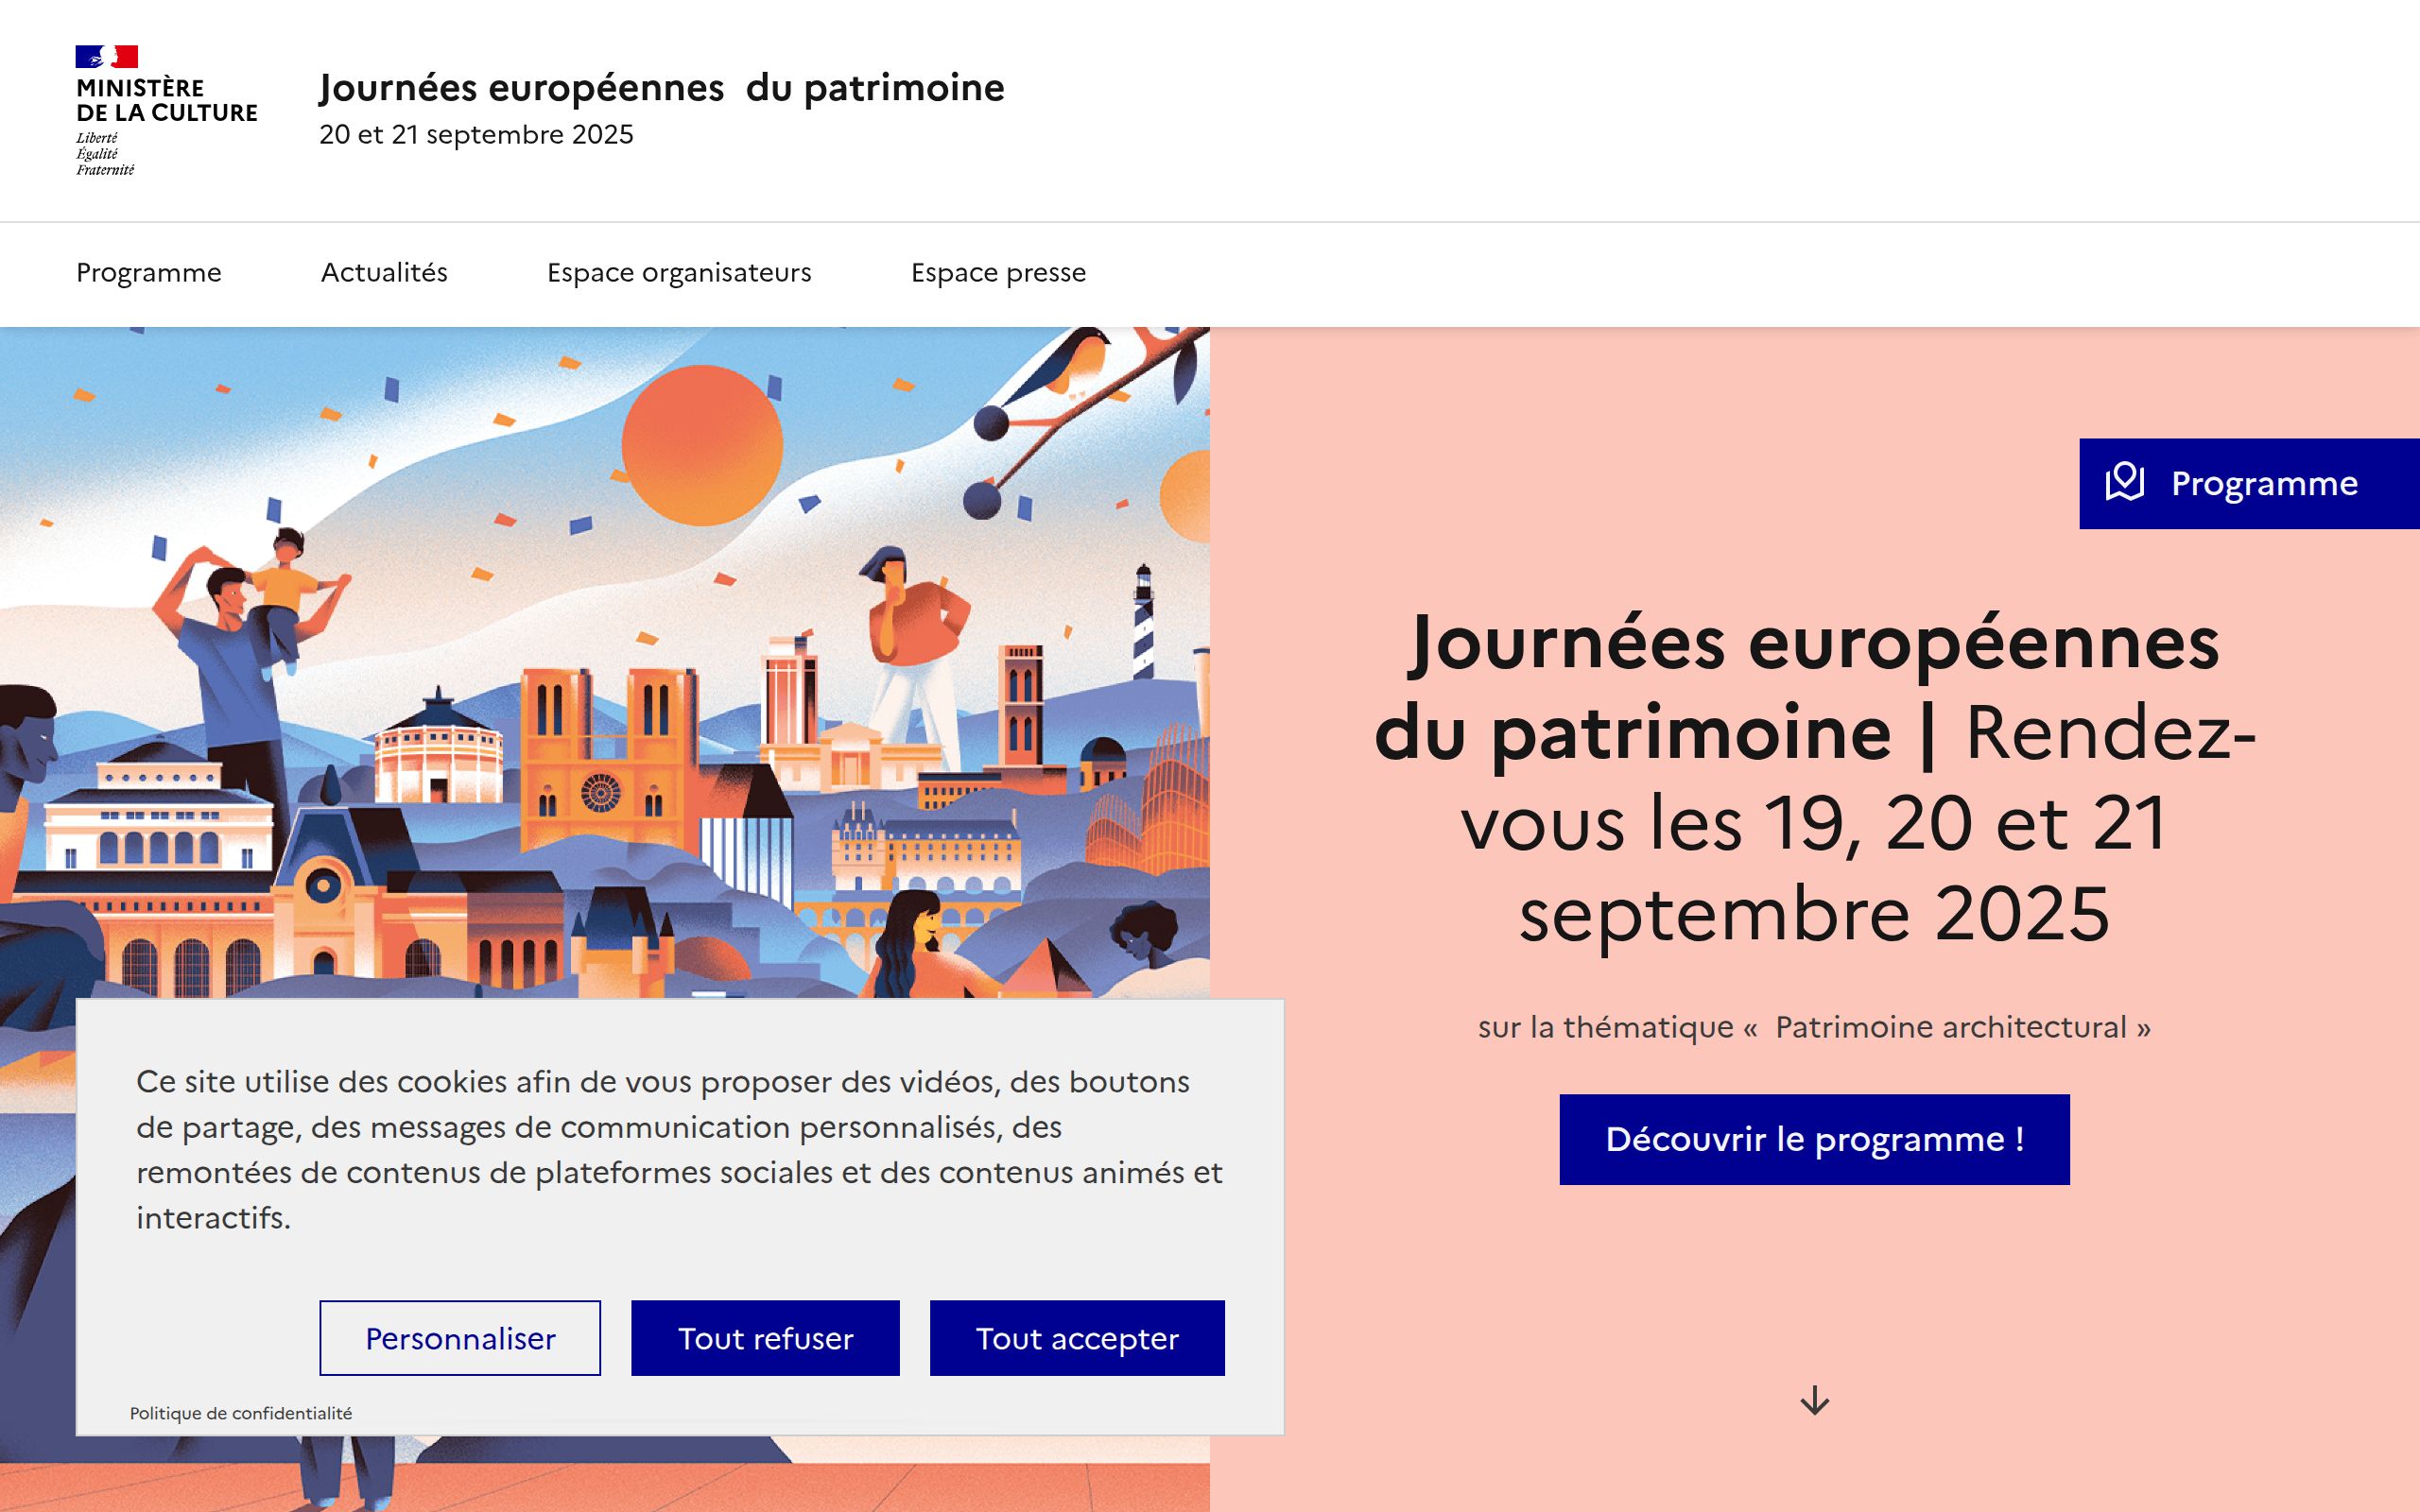 MINISTÈRE
DE LA CULTURE
Liberté
Égalité
Fraternité
Journées européennes  du patrimoine
20 et 21 septembre 2025
Programme
Actualités
Espace organisateurs
Espace presse
Programme
Journées européennes
du patrimoine | Rendez-
vous les 19, 20 et 21
septembre 2025
sur la thématique «  Patrimoine architectural »
Découvrir le programme !
Ce site utilise des cookies afin de vous proposer des vidéos, des boutons
de partage, des messages de communication personnalisés, des
remontées de contenus de plateformes sociales et des contenus animés et
interactifs.
Personnaliser
Tout refuser
Tout accepter
Politique de confidentialité